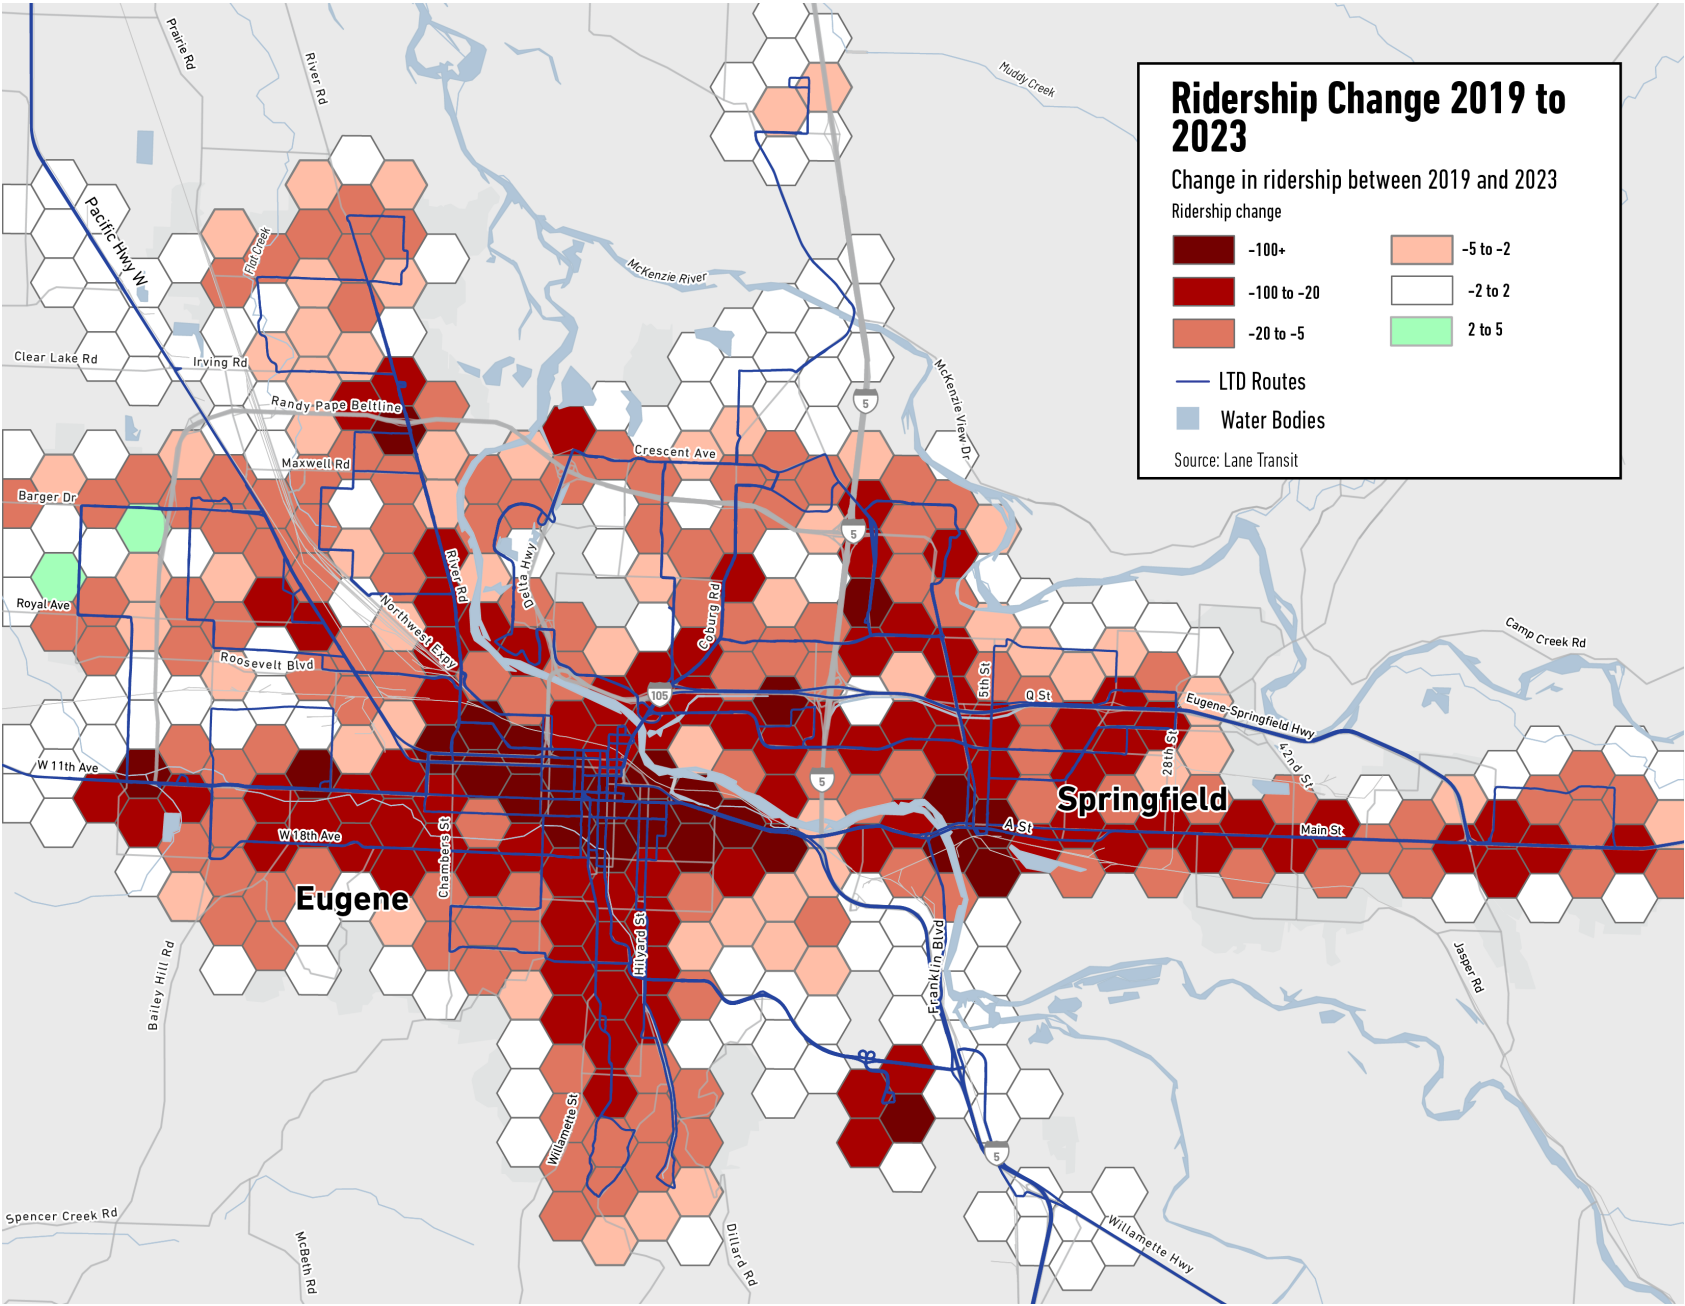 Ridership Change 2019 to
2023
Change in ridership between 2019 and 2023
Ridership change
-100+
-100 to -20
-20 to -5
-5 to -2
-2 to 2
2 to 5
LTD Routes
Water Bodies
Source: Lane Transit
Prairie Rd
River Rd
Muddy Creek
Pacific Hwy W
Flat Creek
McKenzie River
Clear Lake Rd
Irving Rd
Randy Pape Beltline
McKenzie View Dr
5
Maxwell Rd
Crescent Ave
Barger Dr
5
River Rd
Delta Hwy
Coburg Rd
Royal Ave
Northwest Expy
Roosevelt Blvd
Camp Creek Rd
105
5th St
Q St
Eugene-Springfield Hwy
28th St
42nd St
W 11th Ave
5
Springfield
A St
Main St
W 18th Ave
Chambers St
Eugene
Hilyard St
Franklin Blvd
Bailey Hill Rd
Jasper Rd
Willamette St
5
Spencer Creek Rd
McBeth Rd
Dillard Rd
Willamette Hwy